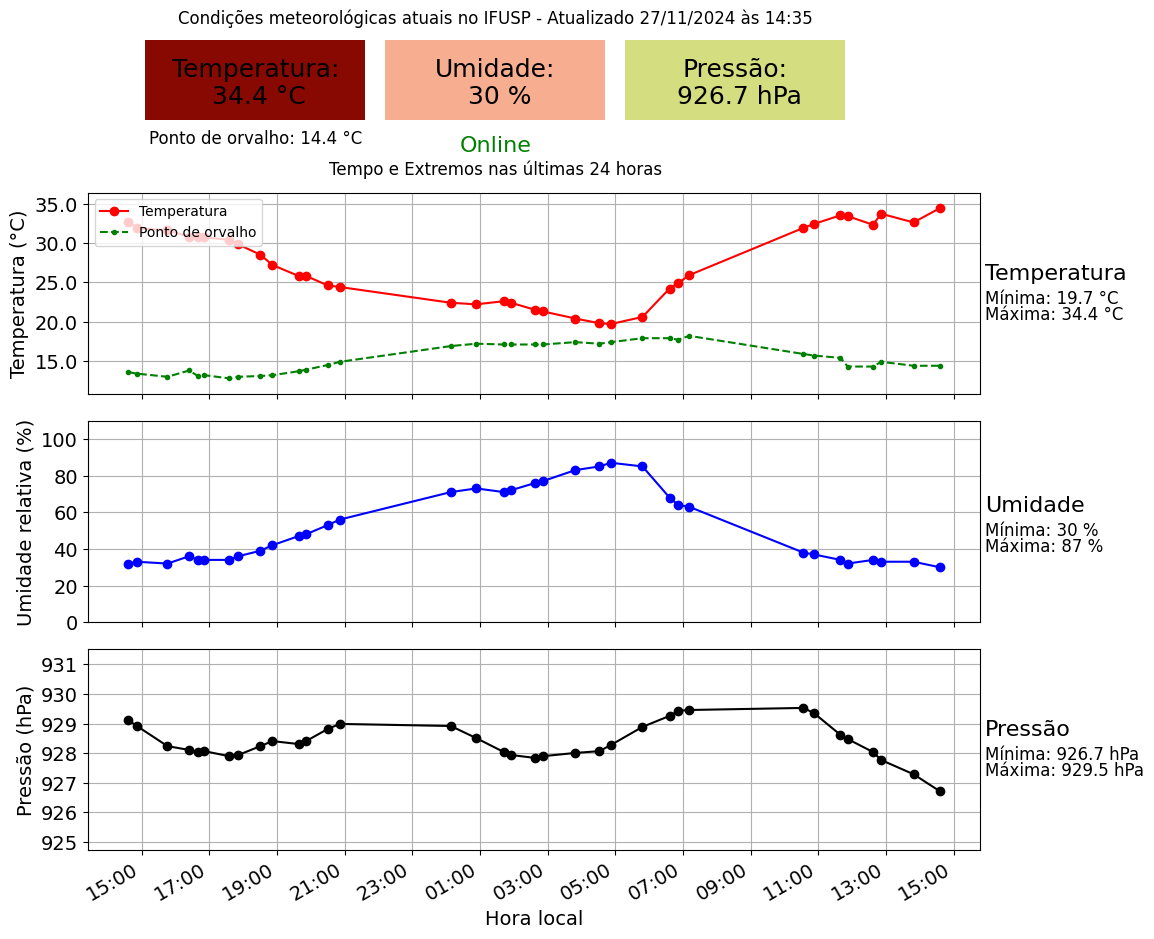 Condições meteorológicas atuais no IFUSP - Atualizado 27/11/2024 às 14:35
Temperatura:
34.4 °C
Umidade:
30 %
Pressão:
926.7 hPa
Ponto de orvalho: 14.4 °C
Online
Tempo e Extremos nas últimas 24 horas
Temperatura (°C)
35.0
30.0
25.0
20.0
15.0
Temperatura
Ponto de orvalho
Temperatura
Mínima: 19.7 °C
Máxima: 34.4 °C
Umidade relativa (%)
100
80
60
40
20
0
Umidade
Mínima: 30 %
Máxima: 87 %
Pressão (hPa)
931
930
929
928
927
926
925
Pressão
Mínima: 926.7 hPa
Máxima: 929.5 hPa
15:00 17:00 19:00 21:00 23:00 01:00 03:00 05:00 07:00 09:00 11:00 13:00 15:00
Hora local